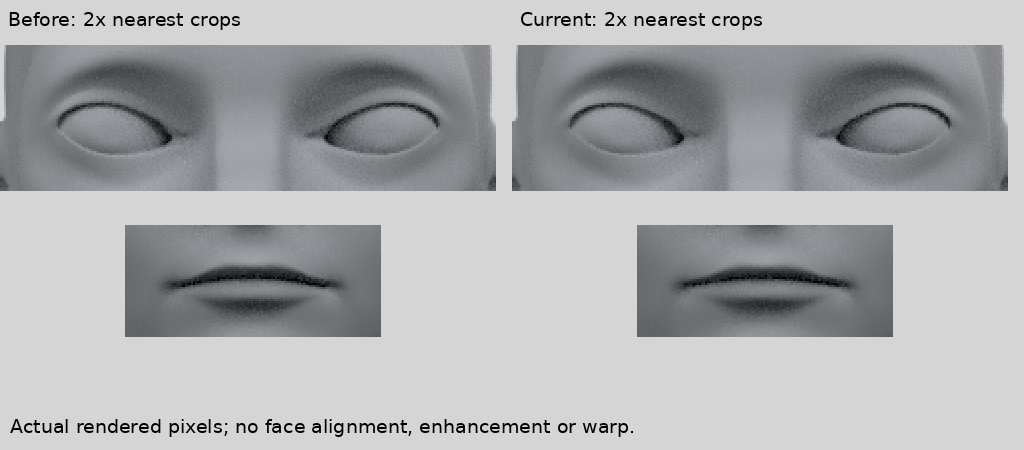 Before: 2x nearest crops
Current: 2x nearest crops
Actual rendered pixels; no face alignment, enhancement or warp.